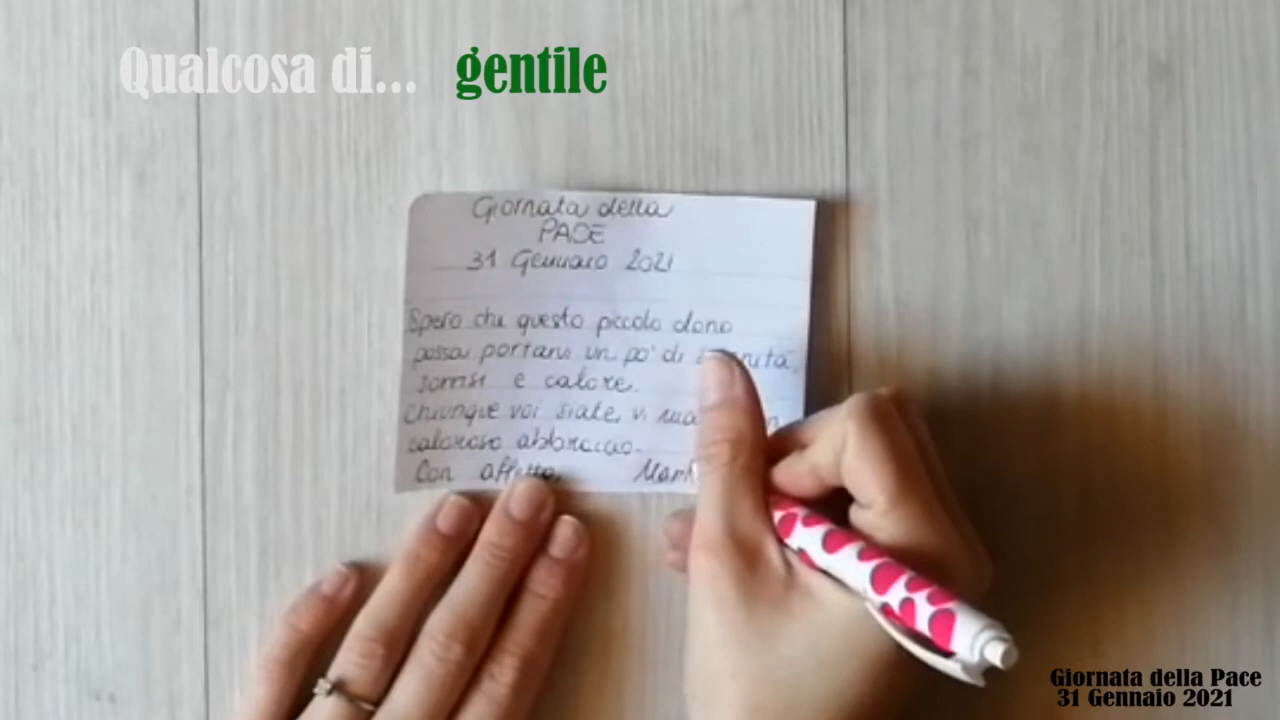 Qualcosa di... gentile
Giornata della
PACE
31 Gennaio 2021
Spero che questo piccolo dono
possa portarvi un po' di
sorrisi e calore.
Chiunque voi siate, vi
caloroso abbraccio.
Con affetto,
Giornata della Pace
31 Gennaio 2021